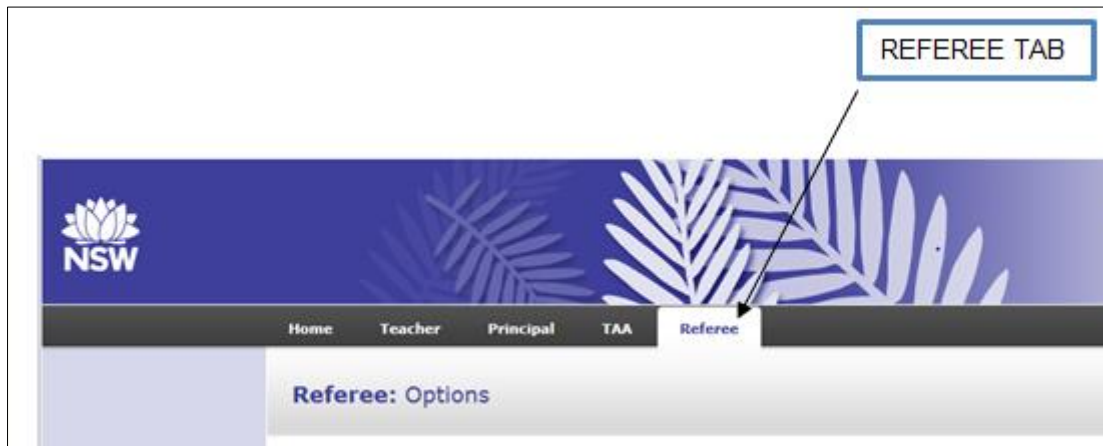 REFEREE TAB
NSW
Home Teacher Principal TAA Referee
Referee: Options